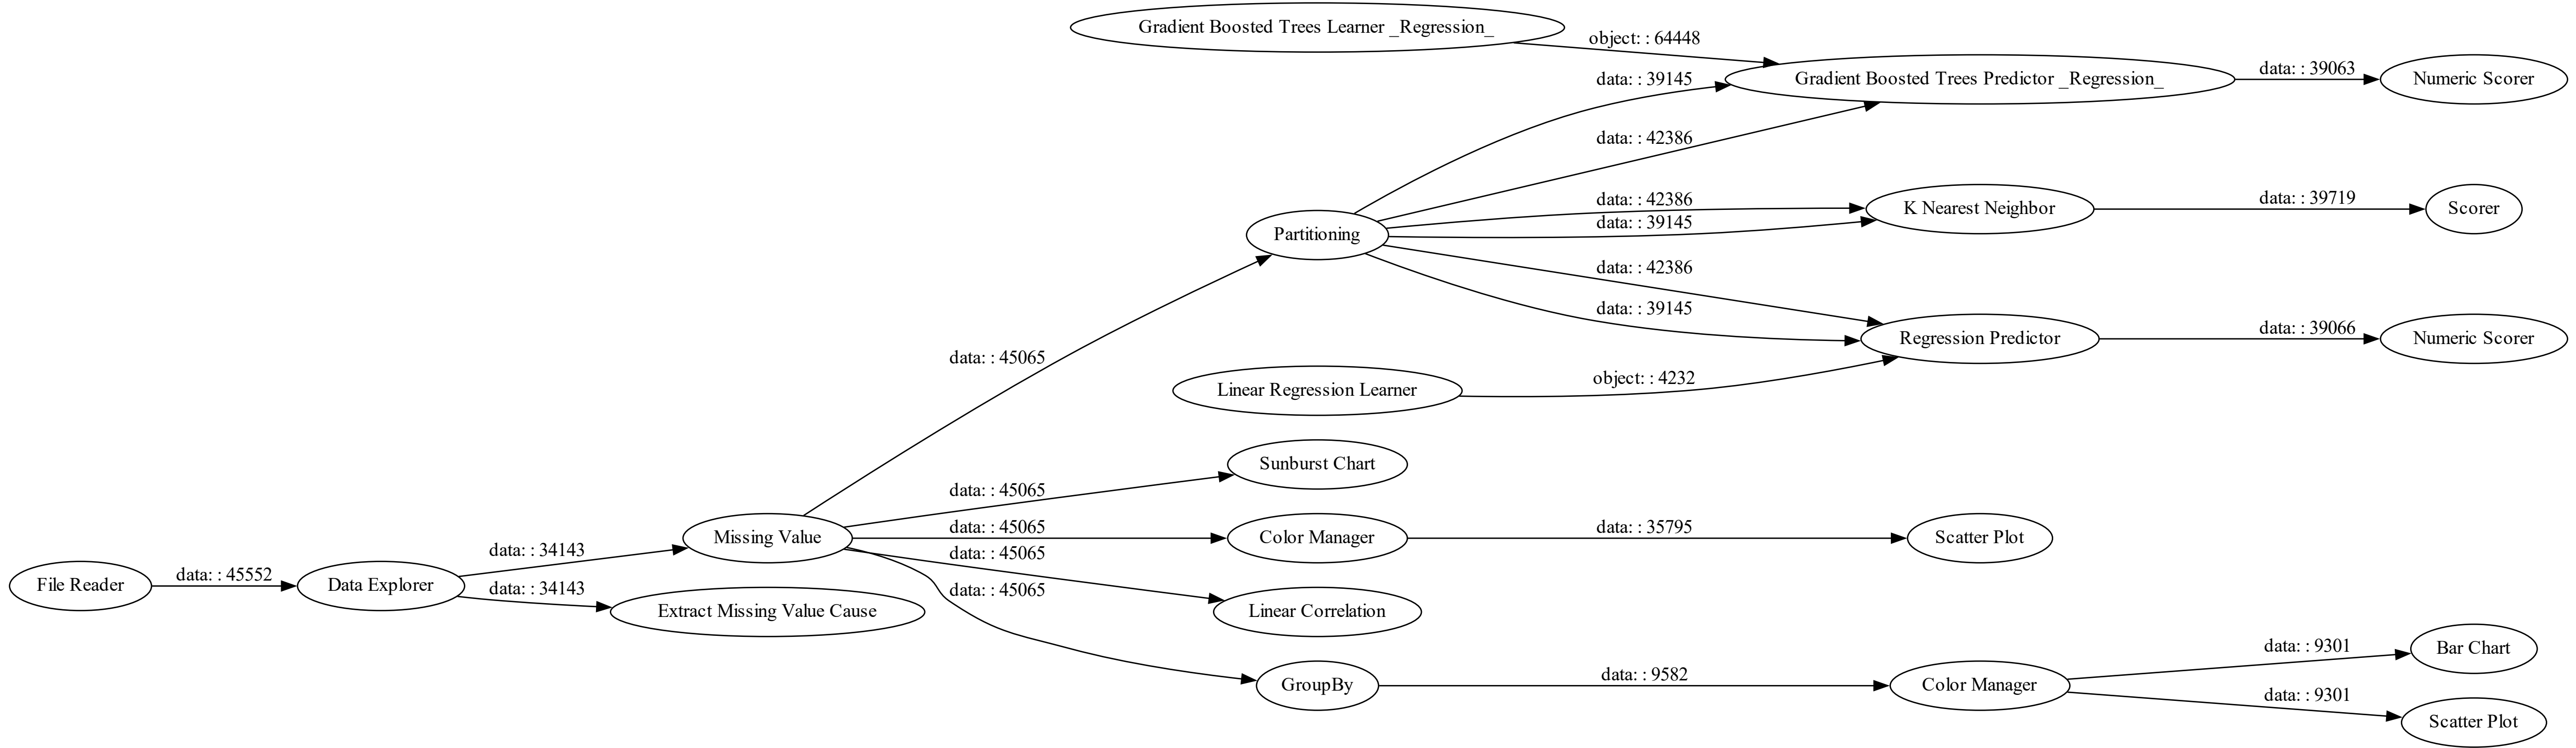 Gradient Boosted Trees Learner _Regression_
object: : 64448
data: : 39145
Gradient Boosted Trees Predictor _Regression_
data: : 39063
Numeric Scorer
data: : 42386
Partitioning
data: : 42386
data: : 39145
K Nearest Neighbor
data: : 39719
Scorer
data: : 42386
data: : 39145
Regression Predictor
data: : 39066
Numeric Scorer
data: : 45065
Linear Regression Learner
object: : 4232
data: : 45065
Sunburst Chart
Missing Value
data: : 45065
Color Manager
data: : 35795
Scatter Plot
File Reader
data: : 45552
Data Explorer
data: : 34143
data: : 34143
Extract Missing Value Cause
data: : 45065
Linear Correlation
data: : 45065
GroupBy
data: : 9582
Color Manager
data: : 9301
Bar Chart
data: : 9301
Scatter Plot